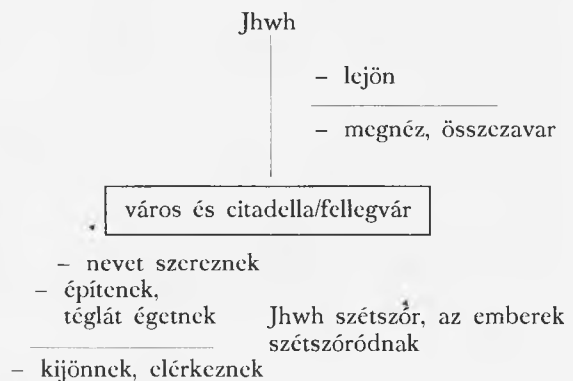 Jhwh
– lejön
– megnéz, összezavar
város és citadella/fellegvár
– nevet szereznek
– építenek,
téglát égetnek
Jhwh szétszór, az emberek
szétszóródnak
– kijönnek, elérkeznek